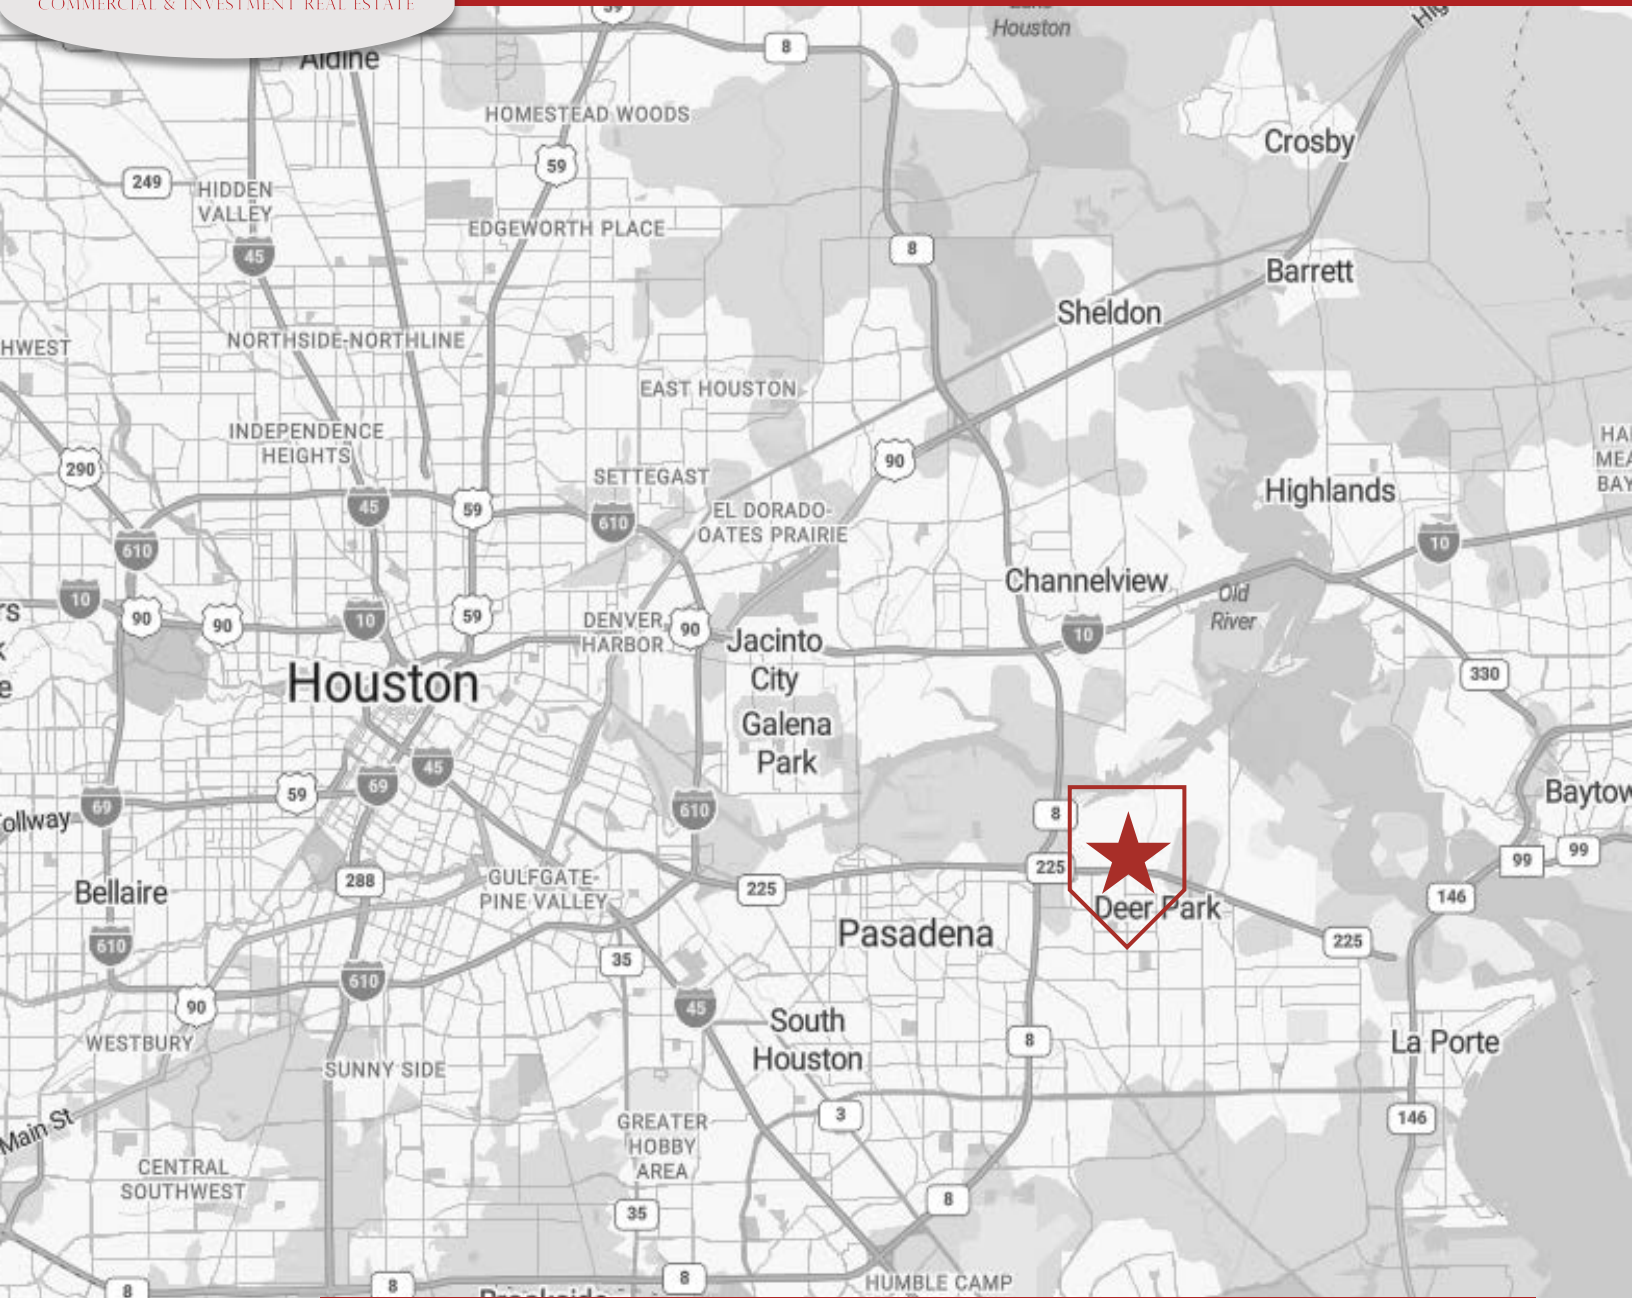 COMMERCIAL & INVESTMENT REAL ESTATE
59
Houston
8
Aldine
HOMESTEAD WOODS
Crosby
59
249
HIDDEN
VALLEY
EDGEWORTH PLACE
45
8
Barrett
Sheldon
NORTHSIDE-NORTHLINE
HWEST
EAST HOUSTON
INDEPENDENCE
HEIGHTS
290
90
SETTEGAST
Highlands
45
59
610
EL DORADO-
OATES PRAIRIE
610
10
Channelview
10
90
90
10
59
DENVER
HARBOR
90
Jacinto
City
10
Old
River
Houston
330
Galena
Park
45
69
59
69
610
8
Baytow
ollway
225
99
99
Bellaire
288
GULFGATE-
PINE VALLEY
225
146
Deer Park
Pasadena
610
35
225
610
90
45
South
Houston
8
La Porte
WESTBURY
SUNNY SIDE
Main St
GREATER
HOBBY
AREA
3
146
CENTRAL
SOUTHWEST
35
8
8
8
8
HUMBLE CAMP